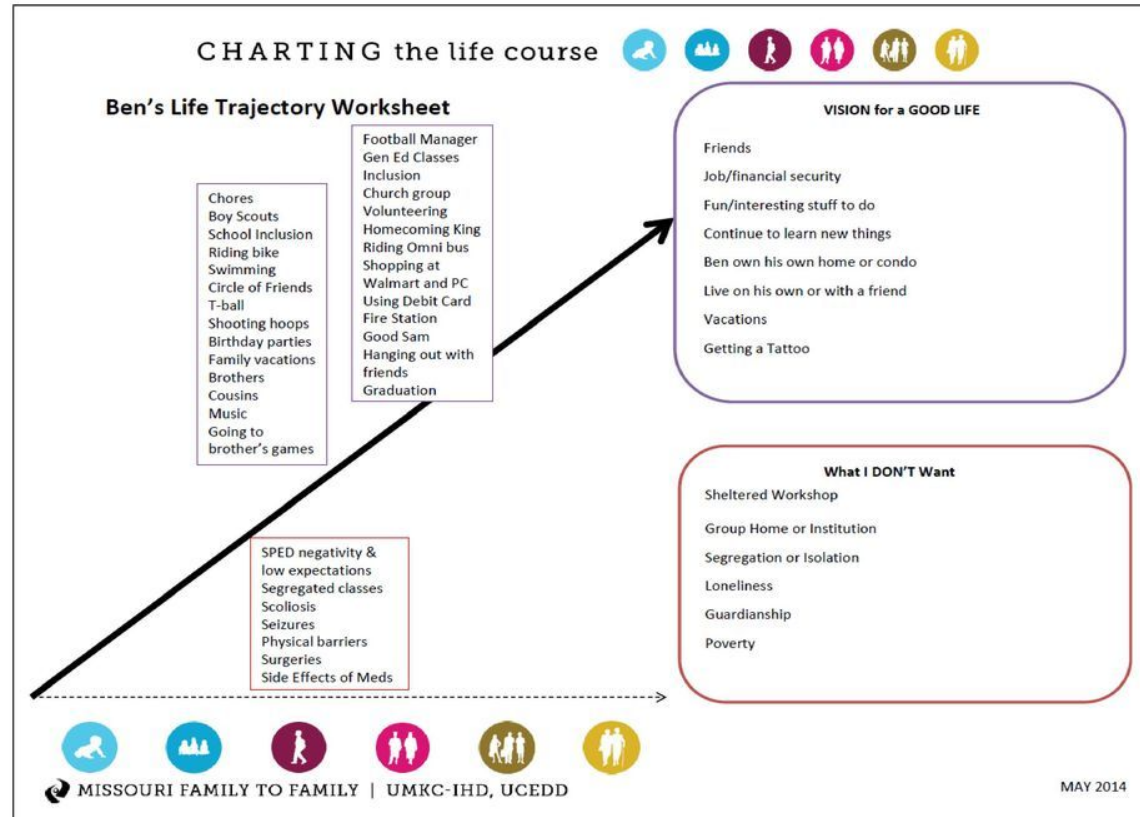 CHARTING the life course
Ben's Life Trajectory Worksheet
Chores
Boy Scouts
School Inclusion
Riding bike
Swimming
Circle of Friends
T-ball
Shooting hoops
Birthday parties
Family vacations
Brothers
Cousins
Music
Going to
brother's games
Football Manager
Gen Ed Classes
Inclusion
Church group
Volunteering
Homecoming King
Riding Omni bus
Shopping at
Walmart and PC
Using Debit Card
Fire Station
Good Sam
Hanging out with
friends
Graduation
VISION for a GOOD LIFE
Friends
Job/financial security
Fun/interesting stuff to do
Continue to learn new things
Ben own his own home or condo
Live on his own or with a friend
Vacations
Getting a Tattoo
SPED negativity &
low expectations
Segregated classes
Scoliosis
Seizures
Physical barriers
Surgeries
Side Effects of Meds
What I DON'T Want
Sheltered Workshop
Group Home or Institution
Segregation or Isolation
Loneliness
Guardianship
Poverty
MISSOURI FAMILY TO FAMILY | UMKC-IHD, UCEDD
MAY 2014